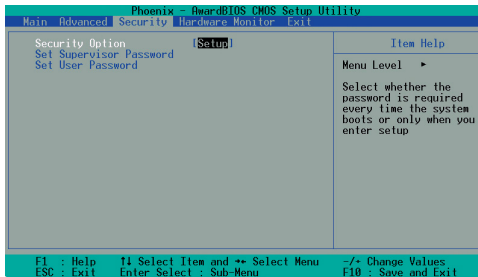 Phoenix - AwardBIOS CMOS Setup Utility
Main Advanced Security Hardware Monitor Exit
Security Option [Setup]
Set Supervisor Password
Set User Password
Item Help
Menu Level ►
Select whether the
password is required
every time the system
boots or only when you
enter setup
F1 : Help ↑↓ Select Item and →← Select Menu -/+ Change Values
ESC : Exit Enter Select : Sub-Menu F10 : Save and Exit